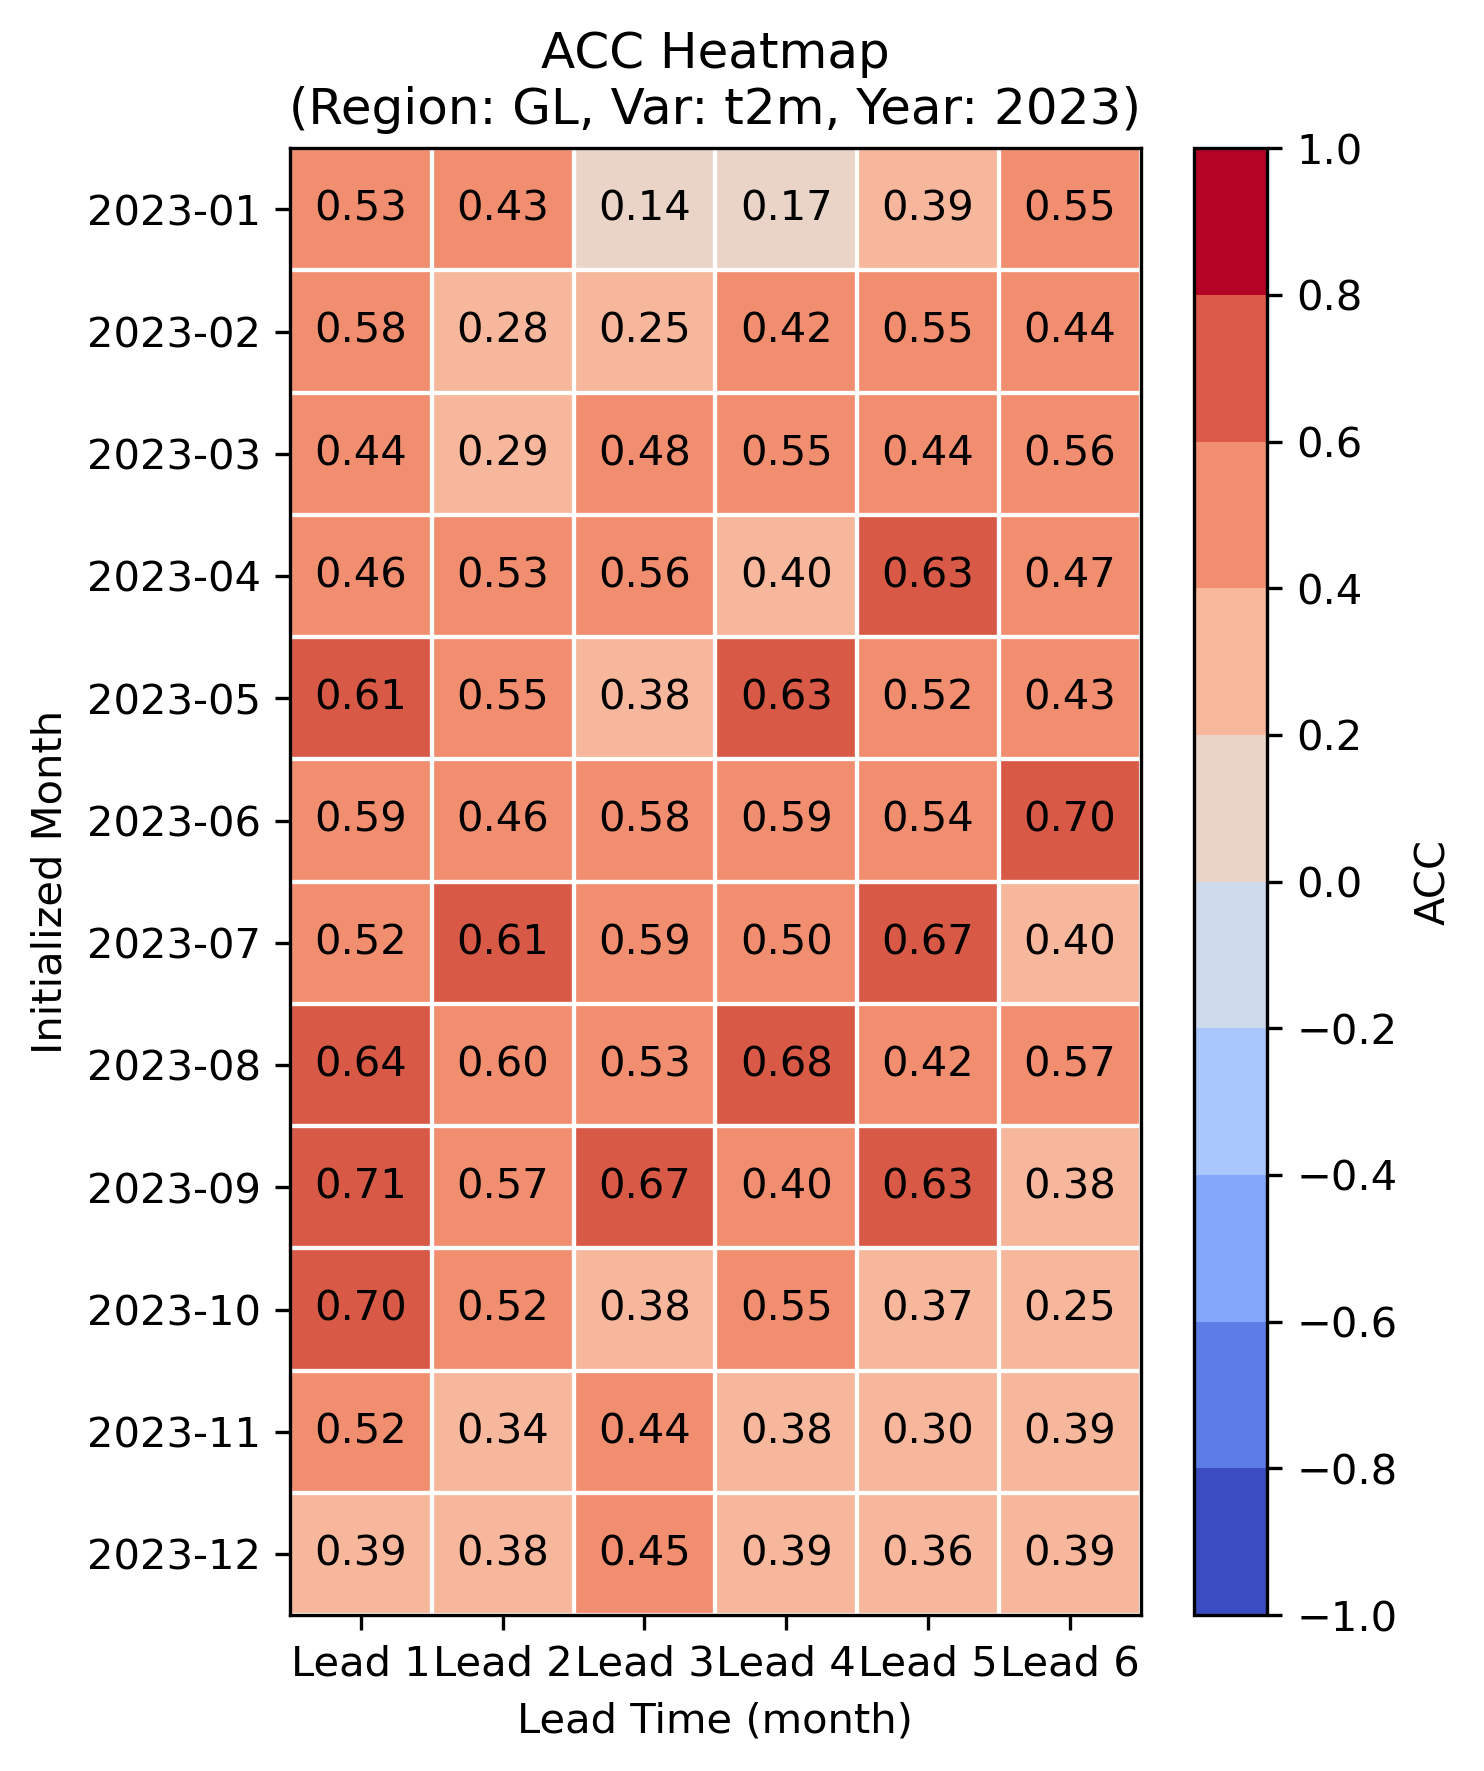 ACC Heatmap
(Region: GL, Var: t2m, Year: 2023)
2023-01 0.53 0.43 0.14 0.17 0.39 0.55
2023-02 0.58 0.28 0.25 0.42 0.55 0.44
2023-03 0.44 0.29 0.48 0.55 0.44 0.56
2023-04 0.46 0.53 0.56 0.40 0.63 0.47
2023-05 0.61 0.55 0.38 0.63 0.52 0.43
2023-06 0.59 0.46 0.58 0.59 0.54 0.70
2023-07 0.52 0.61 0.59 0.50 0.67 0.40
2023-08 0.64 0.60 0.53 0.68 0.42 0.57
2023-09 0.71 0.57 0.67 0.40 0.63 0.38
2023-10 0.70 0.52 0.38 0.55 0.37 0.25
2023-11 0.52 0.34 0.44 0.38 0.30 0.39
2023-12 0.39 0.38 0.45 0.39 0.36 0.39
Lead 1 Lead 2 Lead 3 Lead 4 Lead 5 Lead 6
Lead Time (month)
Initialized Month
1.0
0.8
0.6
0.4
0.2
0.0
−0.2
−0.4
−0.6
−0.8
−1.0
ACC